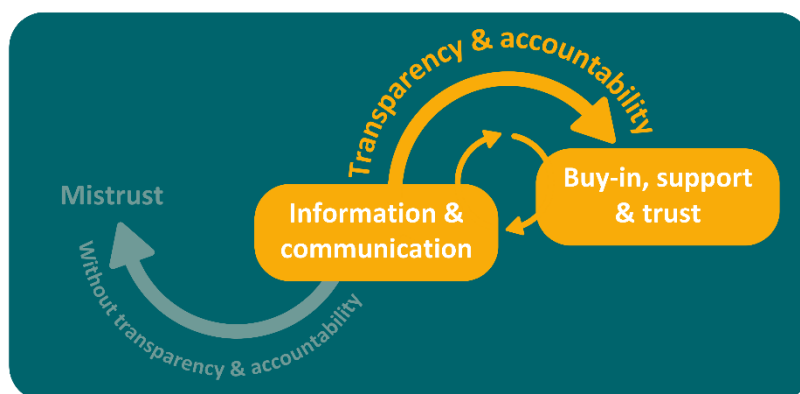 Transparency & accountability
Mistrust
Information &
communication
Buy-in, support
& trust
Without transparency & accountability